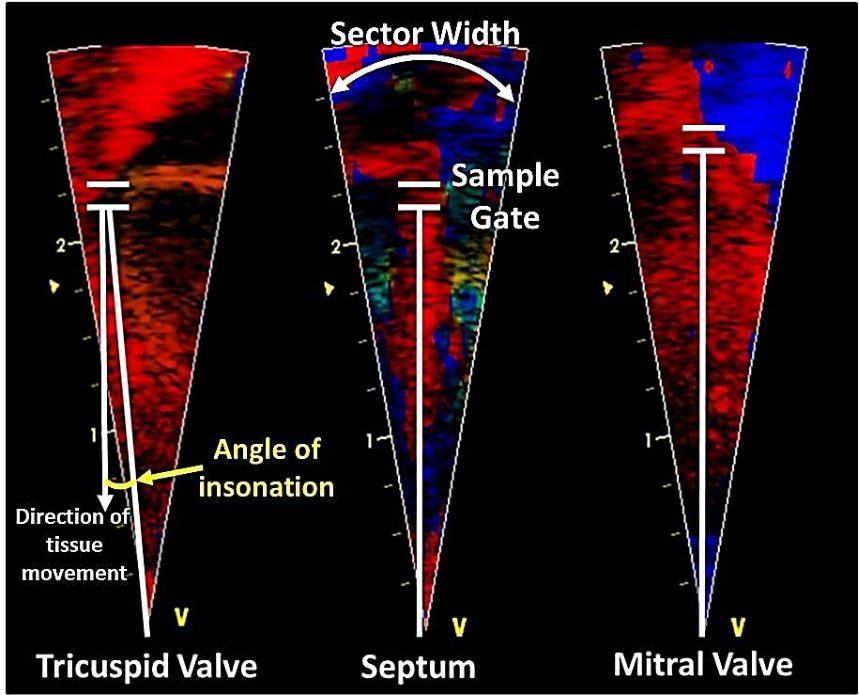 Sector Width
Sample
Gate
2
2
2
1
1
1
Angle of
insonation
Direction of
tissue
movement
V
V
V
Tricuspid Valve
Septum
Mitral Valve